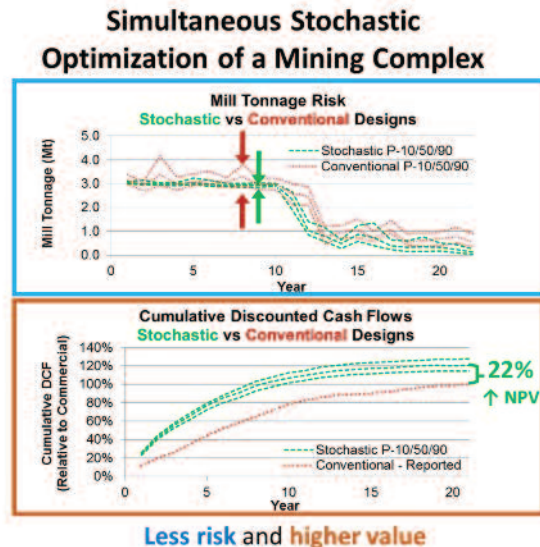 Simultaneous Stochastic
Optimization of a Mining Complex
Mill Tonnage Risk
Stochastic vs Conventional Designs
Mill Tonnage (Mt)
5.0
4.0
3.0
2.0
1.0
0.0
Stochastic P-10/50/90
Conventional P-10/50/90
0 5 10 15 20
Year
Cumulative Discounted Cash Flows
Stochastic vs Conventional Designs
Cumulative DCF
(Relative to Commercial)
140%
120%
100%
80%
60%
40%
20%
0%
22%
↑ NPV
Stochastic P-10/50/90
Conventional - Reported
0 5 10 15 20
Year
Less risk and higher value